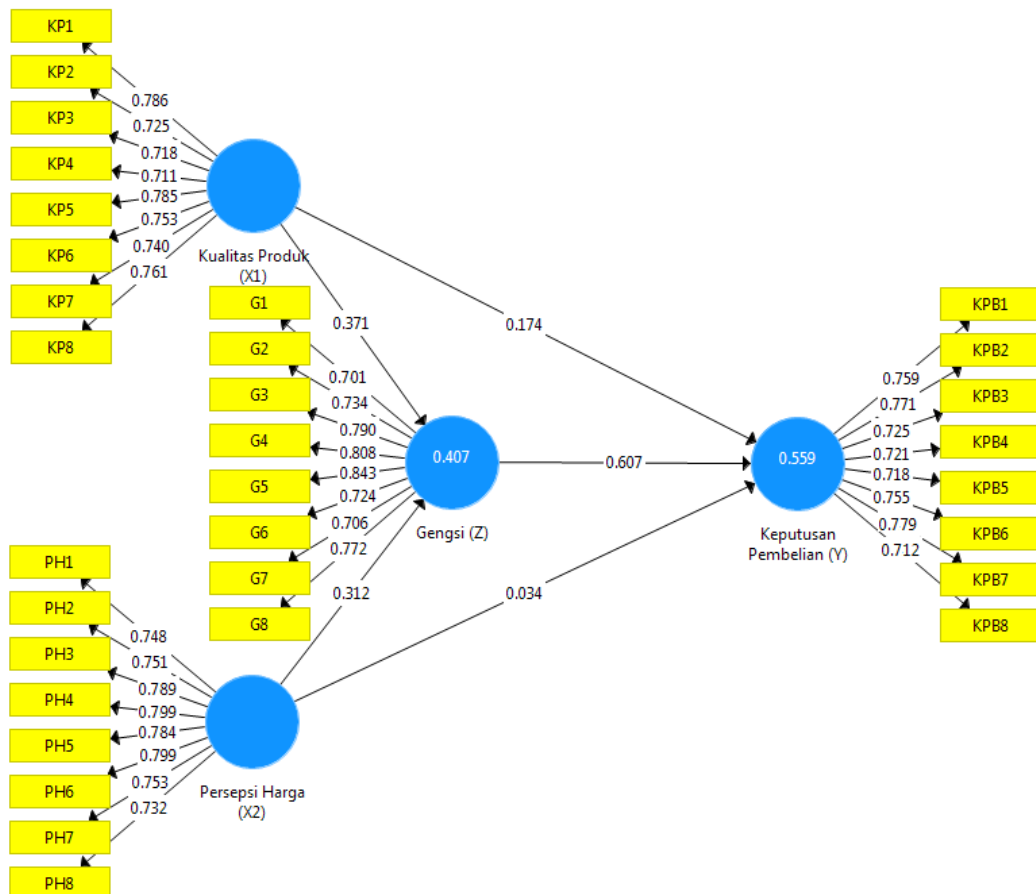 KP1
KP2
KP3
KP4
KP5
KP6
KP7
KP8
0.786
0.725
0.718
0.711
0.785
0.753
0.740
0.761
Kualitas Produk
(X1)
0.371
0.174
G1
G2
G3
G4
G5
G6
G7
G8
0.701
0.734
0.790
0.808
0.843
0.724
0.706
0.772
0.407
Gengsi (Z)
0.607
0.312
0.034
PH1
PH2
PH3
PH4
PH5
PH6
PH7
PH8
0.748
0.751
0.789
0.799
0.784
0.799
0.753
0.732
Persepsi Harga
(X2)
0.559
Keputusan
Pembelian (Y)
0.759
0.771
0.725
0.721
0.718
0.755
0.779
0.712
KPB1
KPB2
KPB3
KPB4
KPB5
KPB6
KPB7
KPB8